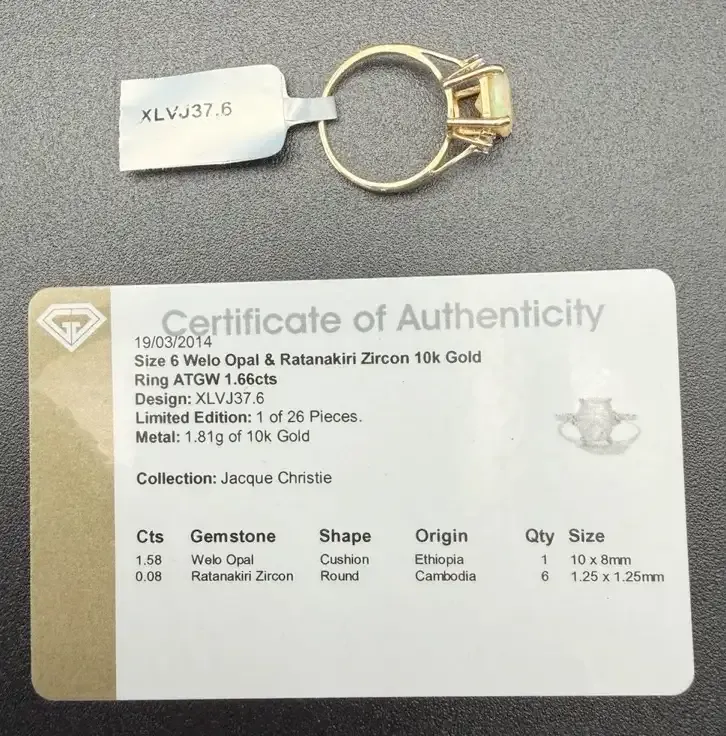 XLVJ37.6
Certificate of Authenticity
19/03/2014
Size 6 Welo Opal & Ratanakiri Zircon 10k Gold
Ring ATGW 1.66cts
Design: XLVJ37.6
Limited Edition: 1 of 26 Pieces.
Metal: 1.81g of 10k Gold
Collection: Jacque Christie
Cts Gemstone Shape Origin Qty Size
1.58 Welo Opal Cushion Ethiopia 1 10 x 8mm
0.08 Ratanakiri Zircon Round Cambodia 6 1.25 x 1.25mm